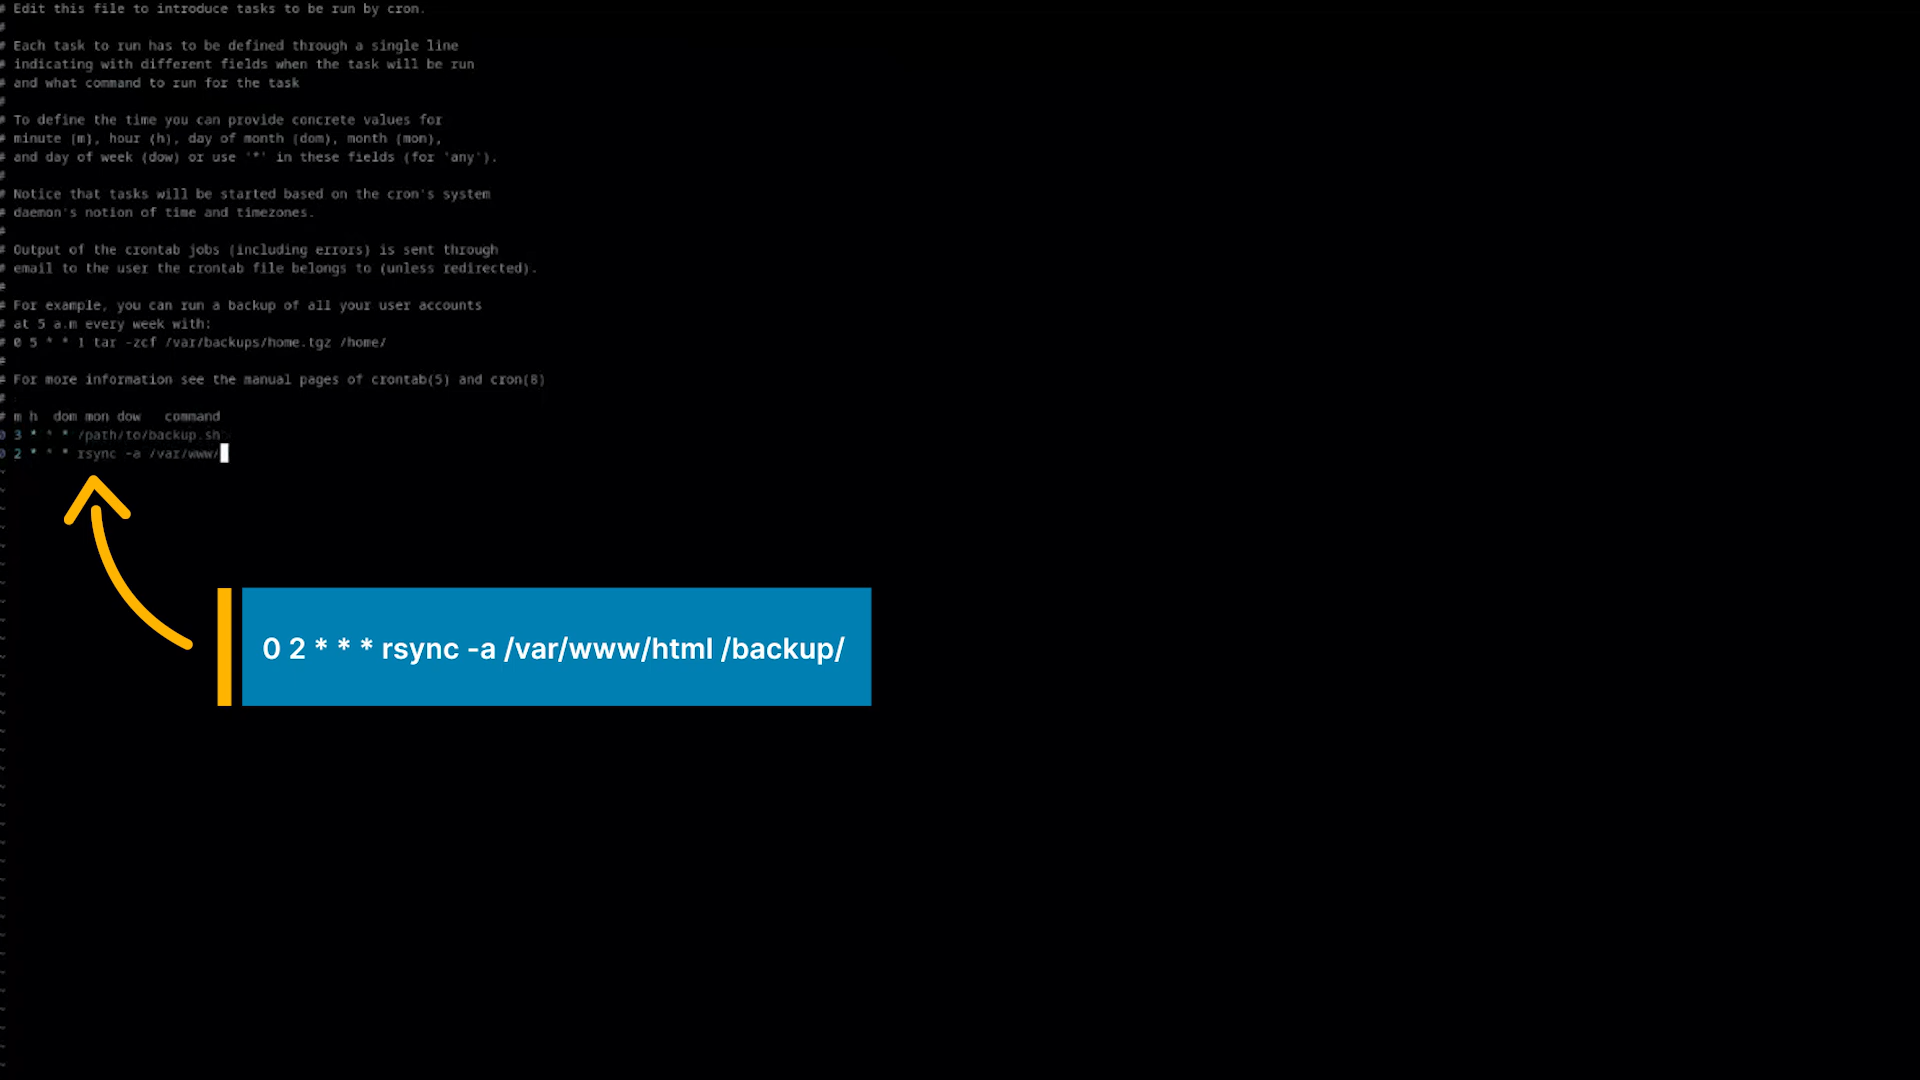 # Edit this file to introduce tasks to be run by cron.
#
# Each task to run has to be defined through a single line
# indicating with different fields when the task will be run
# and what command to run for the task
#
# To define the time you can provide concrete values for
# minute (m), hour (h), day of month (dom), month (mon),
# and day of week (dow) or use '*' in these fields (for 'any').
#
# Notice that tasks will be started based on the cron's system
# daemon's notion of time and timezones.
#
# Output of the crontab jobs (including errors) is sent through
# email to the user the crontab file belongs to (unless redirected).
#
# For example, you can run a backup of all your user accounts
# at 5 a.m every week with:
# 0 5 * * 1 tar -zcf /var/backups/home.tgz /home/
#
# For more information see the manual pages of crontab(5) and cron(8)
#
# m h  dom mon dow   command
0 3 * * * /path/to/backup.sh
0 2 * * * rsync -a /var/www/
0 2 * * * rsync -a /var/www/html /backup/